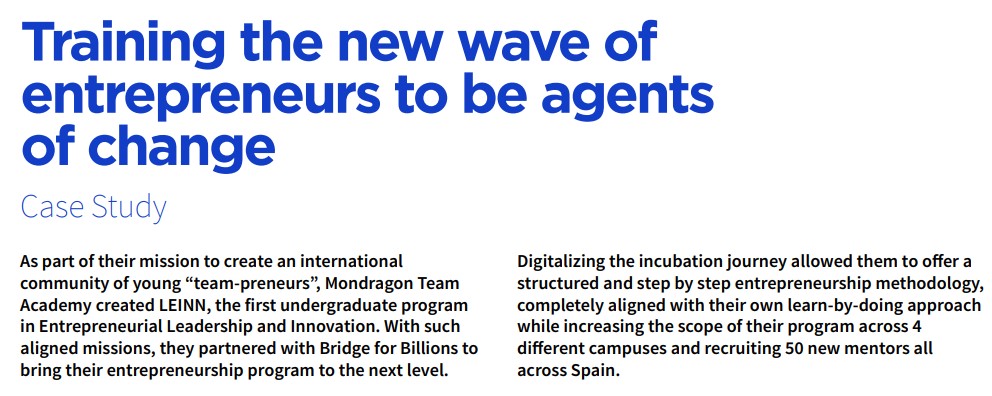 Training the new wave of
entrepreneurs to be agents
of change
Case Study
As part of their mission to create an international
community of young “team-preneurs”, Mondragon Team
Academy created LEINN, the first undergraduate program
in Entrepreneurial Leadership and Innovation. With such
aligned missions, they partnered with Bridge for Billions to
bring their entrepreneurship program to the next level.
Digitalizing the incubation journey allowed them to offer a
structured and step by step entrepreneurship methodology,
completely aligned with their own learn-by-doing approach
while increasing the scope of their program across 4
different campuses and recruiting 50 new mentors all
across Spain.